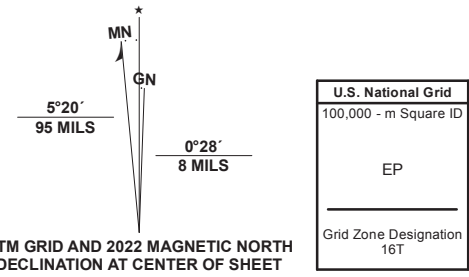 ★
MN
GN
5°20´
95 MILS
0°28´
8 MILS
TM GRID AND 2022 MAGNETIC NORTH
DECLINATION AT CENTER OF SHEET
U.S. National Grid
100,000 - m Square ID
EP
Grid Zone Designation
16T